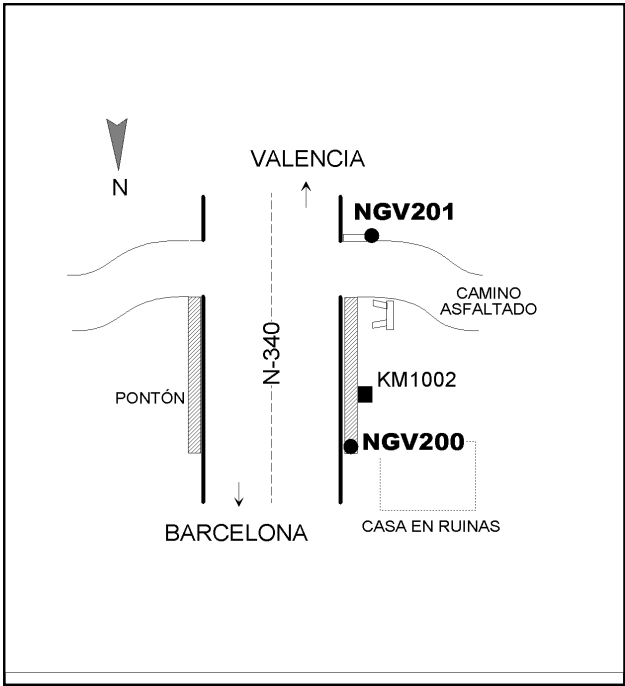 VALENCIA
N
NGV201
CAMINO
ASFALTADO
N-340
KM1002
PONTÓN
NGV200
CASA EN RUINAS
BARCELONA